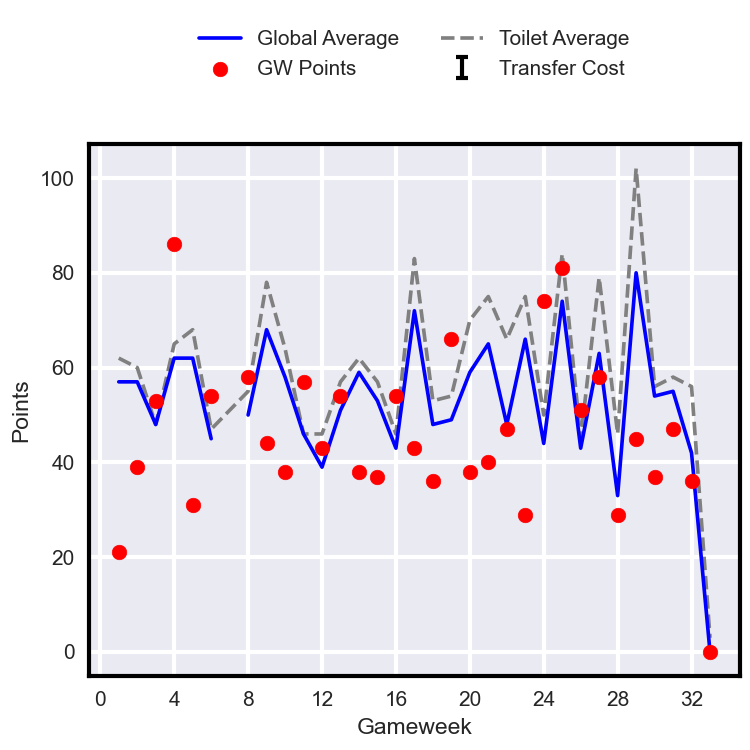 Global Average
Toilet Average
GW Points
Transfer Cost
100
80
60
40
20
0
Points
0 4 8 12 16 20 24 28 32
Gameweek